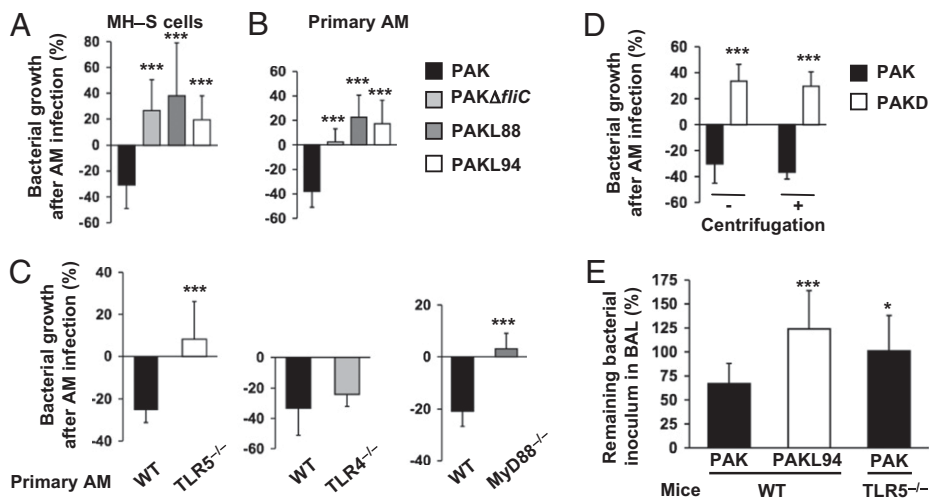 A
MH–S cells
Bacterial growth
after AM infection (%)
80
60
40
20
0
-20
-40
-60
***
***
***
B
Primary AM
60
40
20
0
-20
-40
-60
***
***
***
PAK
PAKΔfliC
PAKL88
PAKL94
D
Bacterial growth
after AM infection (%)
60
40
20
0
-20
-40
-60
***
***
-
+
Centrifugation
PAK
PAKD
C
Bacterial growth
after AM infection (%)
40
20
0
-20
-40
***
WT
TLR5–/–
0
-20
-40
-60
WT
TLR4–/–
20
0
-20
-40
***
WT
MyD88–/–
Primary AM
E
Remaining bacterial
inoculum in BAL (%)
175
150
125
100
75
50
25
0
***
*
PAK
PAKL94
PAK
Mice
WT
TLR5–/–